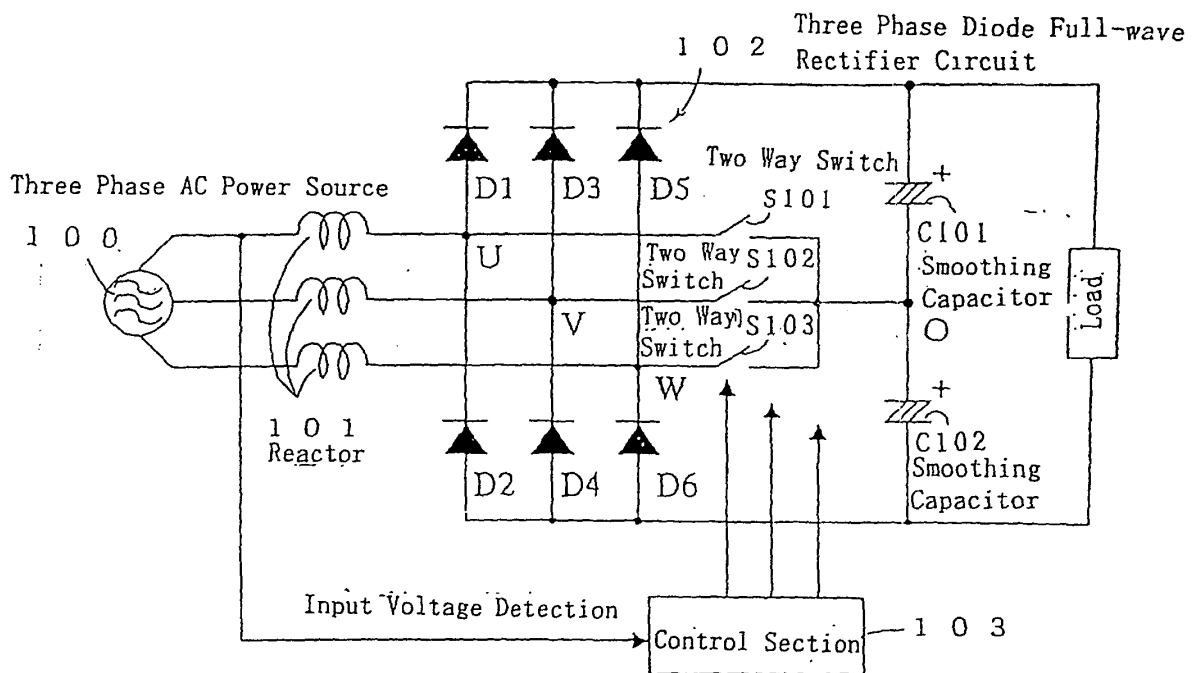 Three Phase Diode Full-wave
Rectifier Circuit
1 0 2
Two Way Switch
Three Phase AC Power Source
1 0 0
D1
D3
D5
S101
+
C101
Smoothing
Capacitor
U
Two Way
Switch
S102
V
Two Way
Switch
S103
O
Load
W
1 0 1
Reactor
+
C102
Smoothing
Capacitor
D2
D4
D6
Input Voltage Detection
Control Section
1 0 3